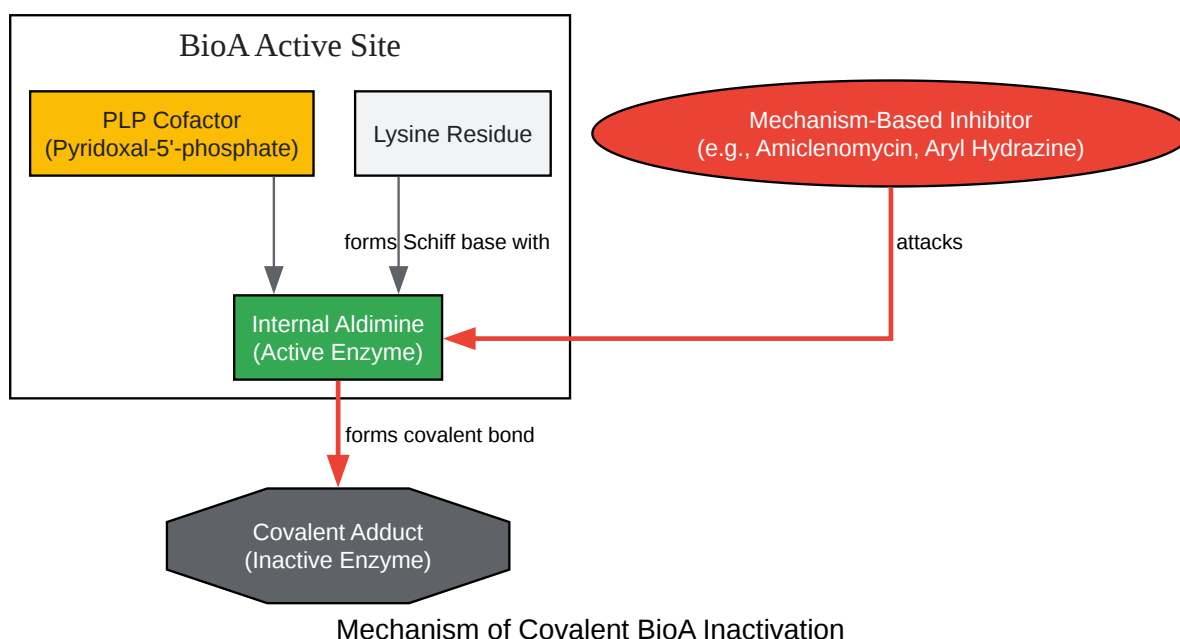 BioA Active Site
PLP Cofactor
(Pyridoxal-5'-phosphate)
Lysine Residue
Mechanism-Based Inhibitor
(e.g., Amiclenomycin, Aryl Hydrazine)
forms Schiff base with
attacks
Internal Aldimine
(Active Enzyme)
forms covalent bond
Covalent Adduct
(Inactive Enzyme)
Mechanism of Covalent BioA Inactivation